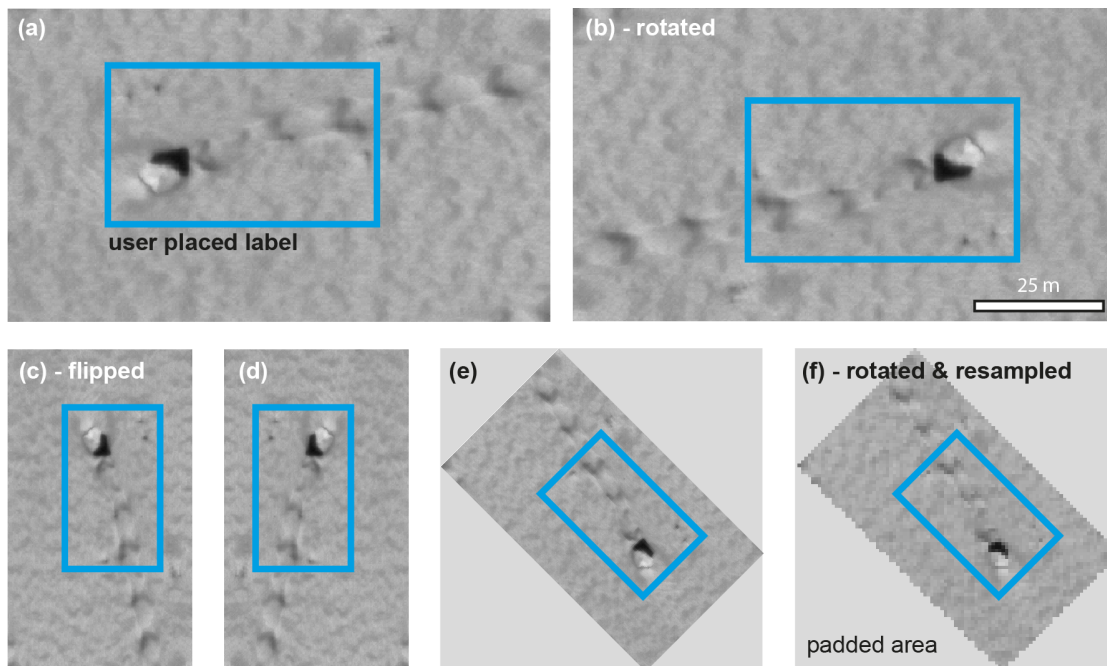 (a)
(b) - rotated
user placed label
25 m
(c) - flipped
(d)
(e)
(f) - rotated & resampled
padded area